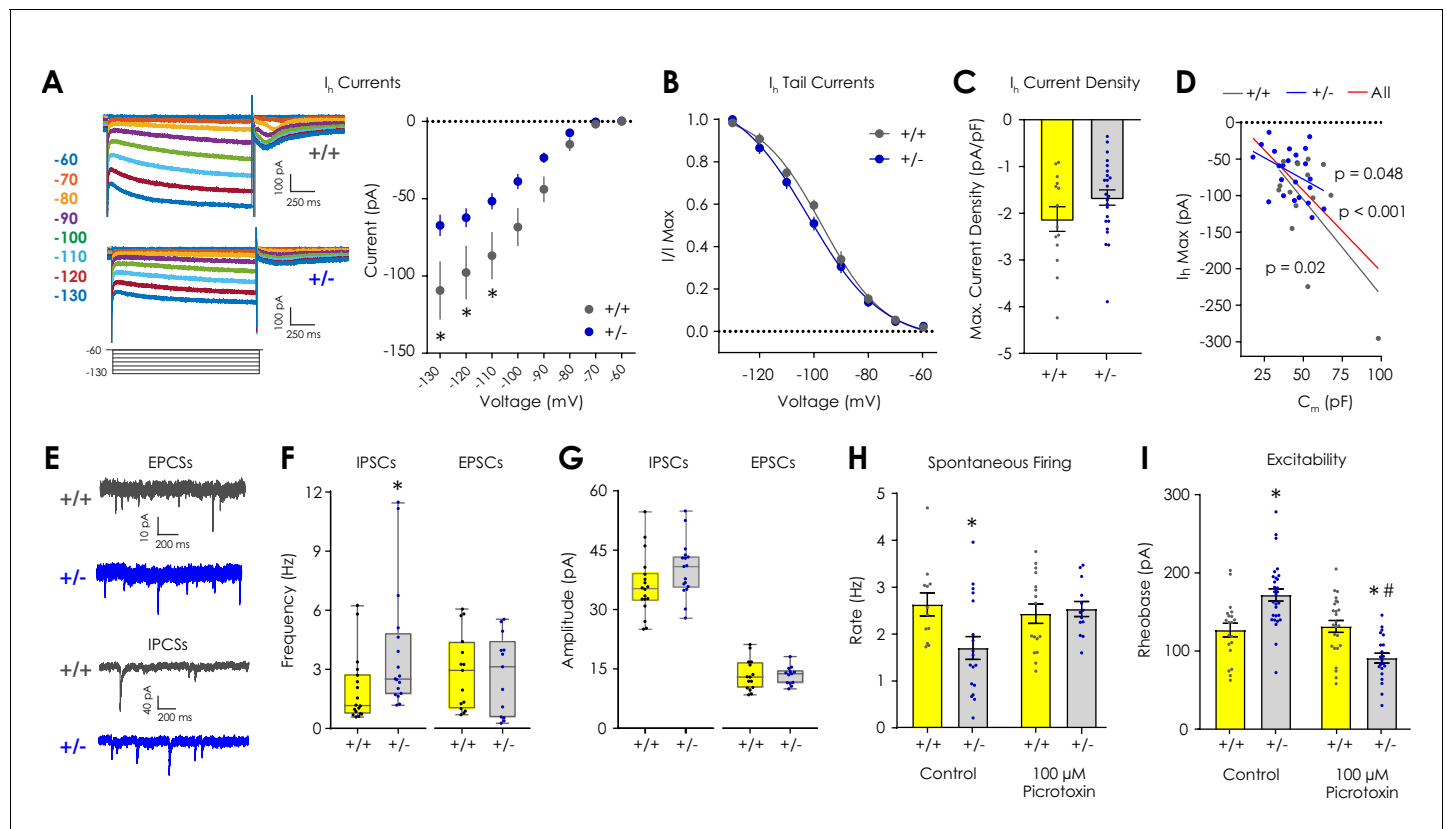 A
Ih Currents
-60
-70
-80
-90
-100
-110
-120
-130
+/+
100 pA
250 ms
+/-
100 pA
250 ms
-60
-130
Current (pA)
0
-50
-100
-150
*
*
*
+/+
+/-
-130
-120
-110
-100
-90
-80
-70
-60
Voltage (mV)
B
Ih Tail Currents
I/I Max
1.0
0.8
0.6
0.4
0.2
0.0
+/+
+/-
-120
-100
-80
-60
Voltage (mV)
C
Ih Current Density
Max. Current Density (pA/pF)
0
-1
-2
-3
-4
-5
+/+
+/-
D
+/+
+/-
All
Ih Max (pA)
0
-50
-100
-150
-200
-250
-300
p = 0.048
p < 0.001
p = 0.02
25
50
75
100
Cm (pF)
E
EPCSs
+/+
10 pA
200 ms
+/-
IPCSs
+/+
40 pA
200 ms
+/-
F
IPSCs
EPSCs
Frequency (Hz)
12
9
6
3
0
*
+/+
+/-
+/+
+/-
G
IPSCs
EPSCs
Amplitude (pA)
60
45
30
15
0
+/+
+/-
+/+
+/-
H
Spontaneous Firing
Rate (Hz)
5
4
3
2
1
0
*
+/+
+/-
+/+
+/-
Control
100 µM
Picrotoxin
I
Excitability
Rheobase (pA)
300
200
100
0
*
* #
+/+
+/-
+/+
+/-
Control
100 µM
Picrotoxin